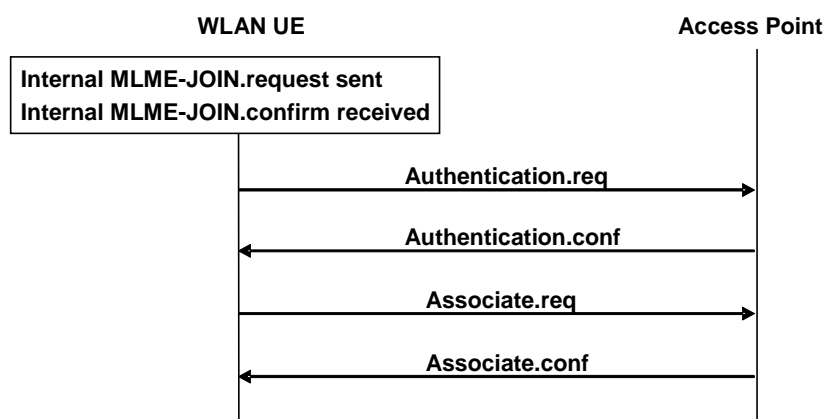 WLAN UE
Access Point
Internal MLME-JOIN.request sent
Internal MLME-JOIN.confirm received
Authentication.req
Authentication.conf
Associate.req
Associate.conf